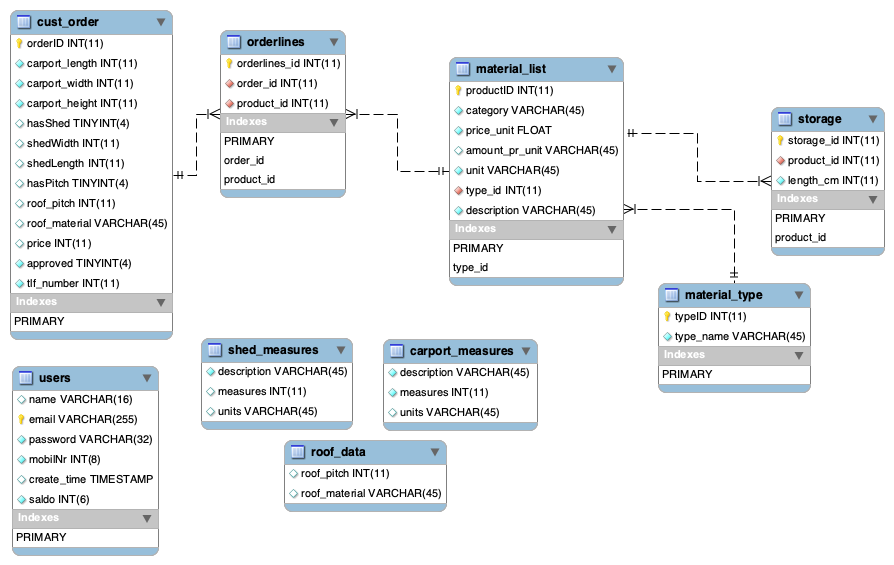 cust_order
orderID INT(11)
carport_length INT(11)
carport_width INT(11)
carport_height INT(11)
hasShed TINYINT(4)
shedWidth INT(11)
shedLength INT(11)
hasPitch TINYINT(4)
roof_pitch INT(11)
roof_material VARCHAR(45)
price INT(11)
approved TINYINT(4)
tlf_number INT(11)
Indexes
PRIMARY
orderlines
orderlines_id INT(11)
order_id INT(11)
product_id INT(11)
Indexes
PRIMARY
order_id
product_id
material_list
productID INT(11)
category VARCHAR(45)
price_unit FLOAT
amount_pr_unit VARCHAR(45)
unit VARCHAR(45)
type_id INT(11)
description VARCHAR(45)
Indexes
PRIMARY
type_id
storage
storage_id INT(11)
product_id INT(11)
length_cm INT(11)
Indexes
PRIMARY
product_id
material_type
typeID INT(11)
type_name VARCHAR(45)
Indexes
PRIMARY
shed_measures
description VARCHAR(45)
measures INT(11)
units VARCHAR(45)
carport_measures
description VARCHAR(45)
measures INT(11)
units VARCHAR(45)
users
name VARCHAR(16)
email VARCHAR(255)
password VARCHAR(32)
mobilNr INT(8)
create_time TIMESTAMP
saldo INT(6)
Indexes
PRIMARY
roof_data
roof_pitch INT(11)
roof_material VARCHAR(45)